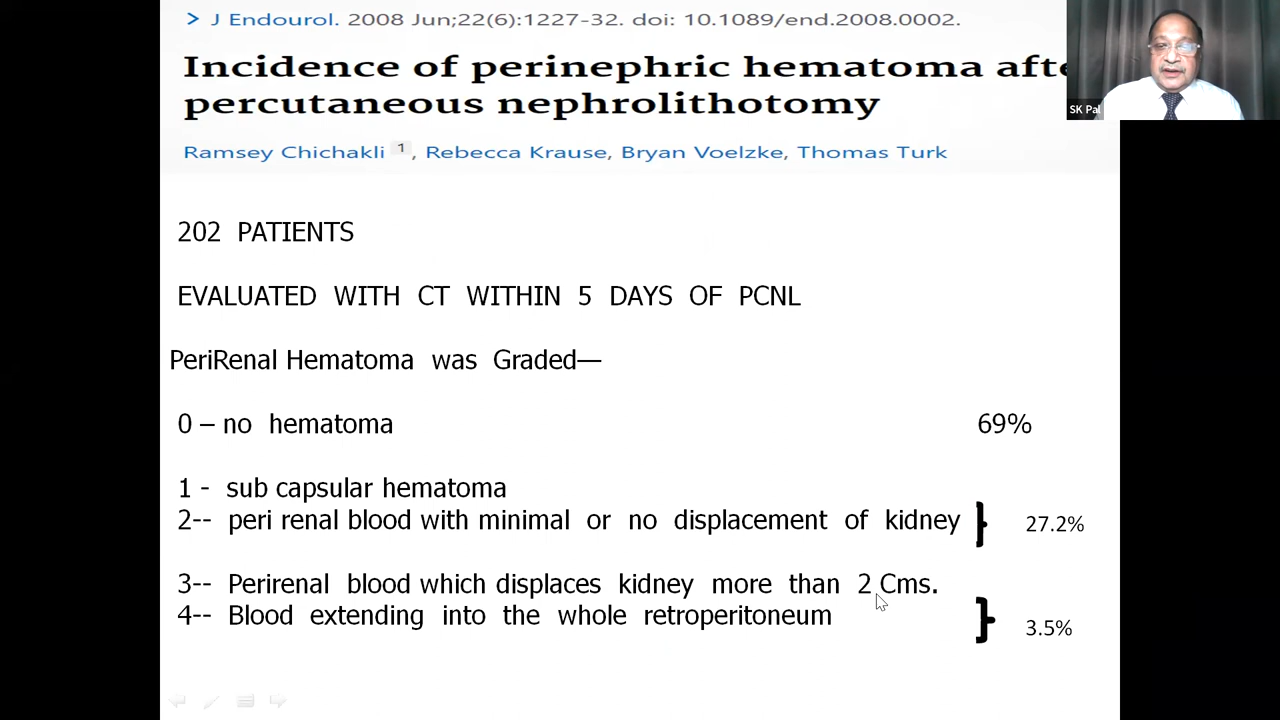 > J Endourol. 2008 Jun;22(6):1227-32. doi: 10.1089/end.2008.0002.
Incidence of perinephric hematoma afte
percutaneous nephrolithotomy
Ramsey Chichakli 1, Rebecca Krause, Bryan Voelzke, Thomas Turk
SK Pal
202 PATIENTS
EVALUATED WITH CT WITHIN 5 DAYS OF PCNL
PeriRenal Hematoma was Graded—
0 – no hematoma 69%
1 - sub capsular hematoma
2-- peri renal blood with minimal or no displacement of kidney } 27.2%
3-- Perirenal blood which displaces kidney more than 2 Cms.
4-- Blood extending into the whole retroperitoneum } 3.5%